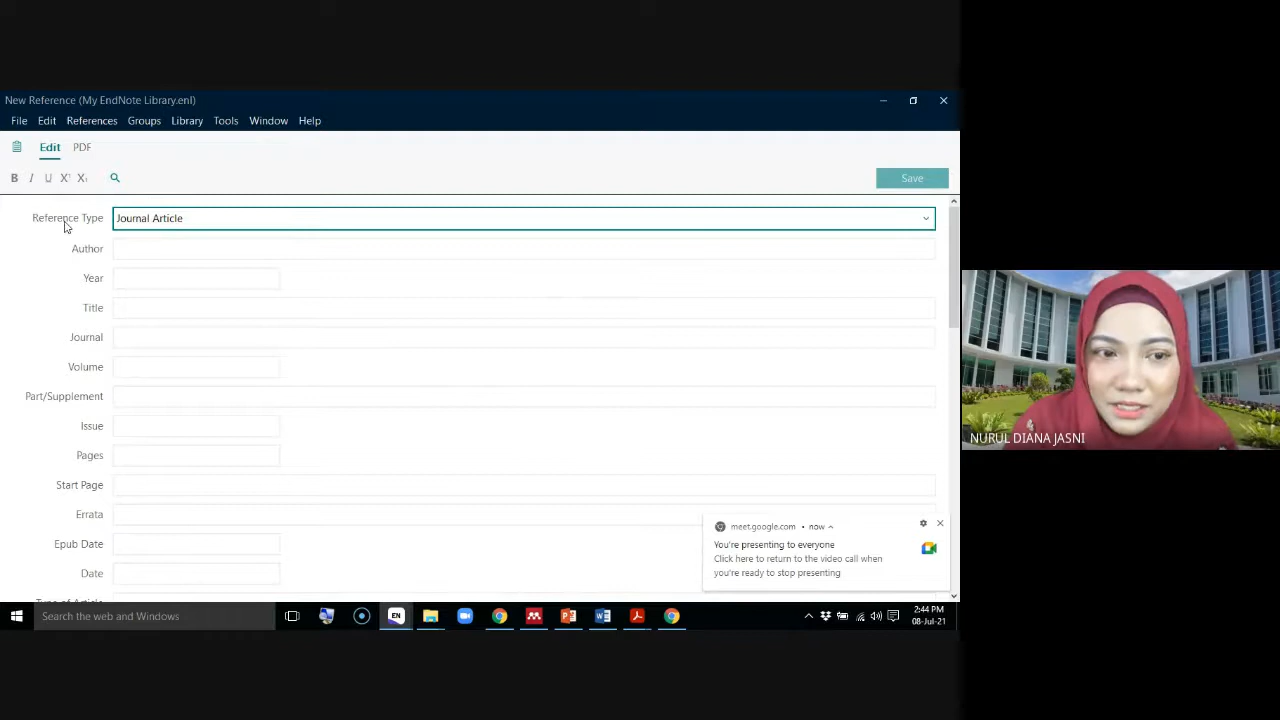 New Reference (My EndNote Library.enl)
File Edit References Groups Library Tools Window Help
Edit PDF
B I U X¹ X₁
Save
Reference Type Journal Article
Author
Year
Title
Journal
Volume
Part/Supplement
Issue
Pages
Start Page
Errata
Epub Date
Date
meet.google.com • now
You're presenting to everyone
Click here to return to the video call when
you're ready to stop presenting
NURUL DIANA JASNI
Search the web and Windows
EN
2:44 PM
08-Jul-21